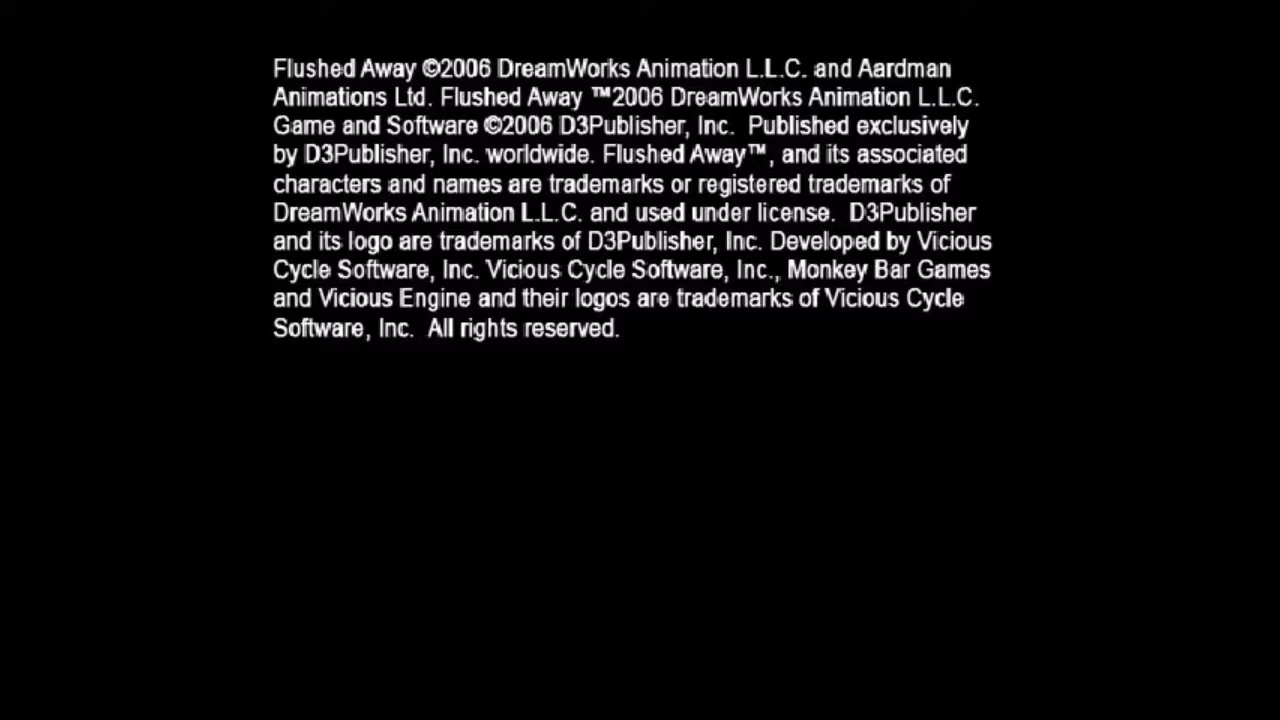 Flushed Away ©2006 DreamWorks Animation L.L.C. and Aardman
Animations Ltd. Flushed Away ™2006 DreamWorks Animation L.L.C.
Game and Software ©2006 D3Publisher, Inc.  Published exclusively
by D3Publisher, Inc. worldwide. Flushed Away™, and its associated
characters and names are trademarks or registered trademarks of
DreamWorks Animation L.L.C. and used under license.  D3Publisher
and its logo are trademarks of D3Publisher, Inc. Developed by Vicious
Cycle Software, Inc. Vicious Cycle Software, Inc., Monkey Bar Games
and Vicious Engine and their logos are trademarks of Vicious Cycle
Software, Inc.  All rights reserved.